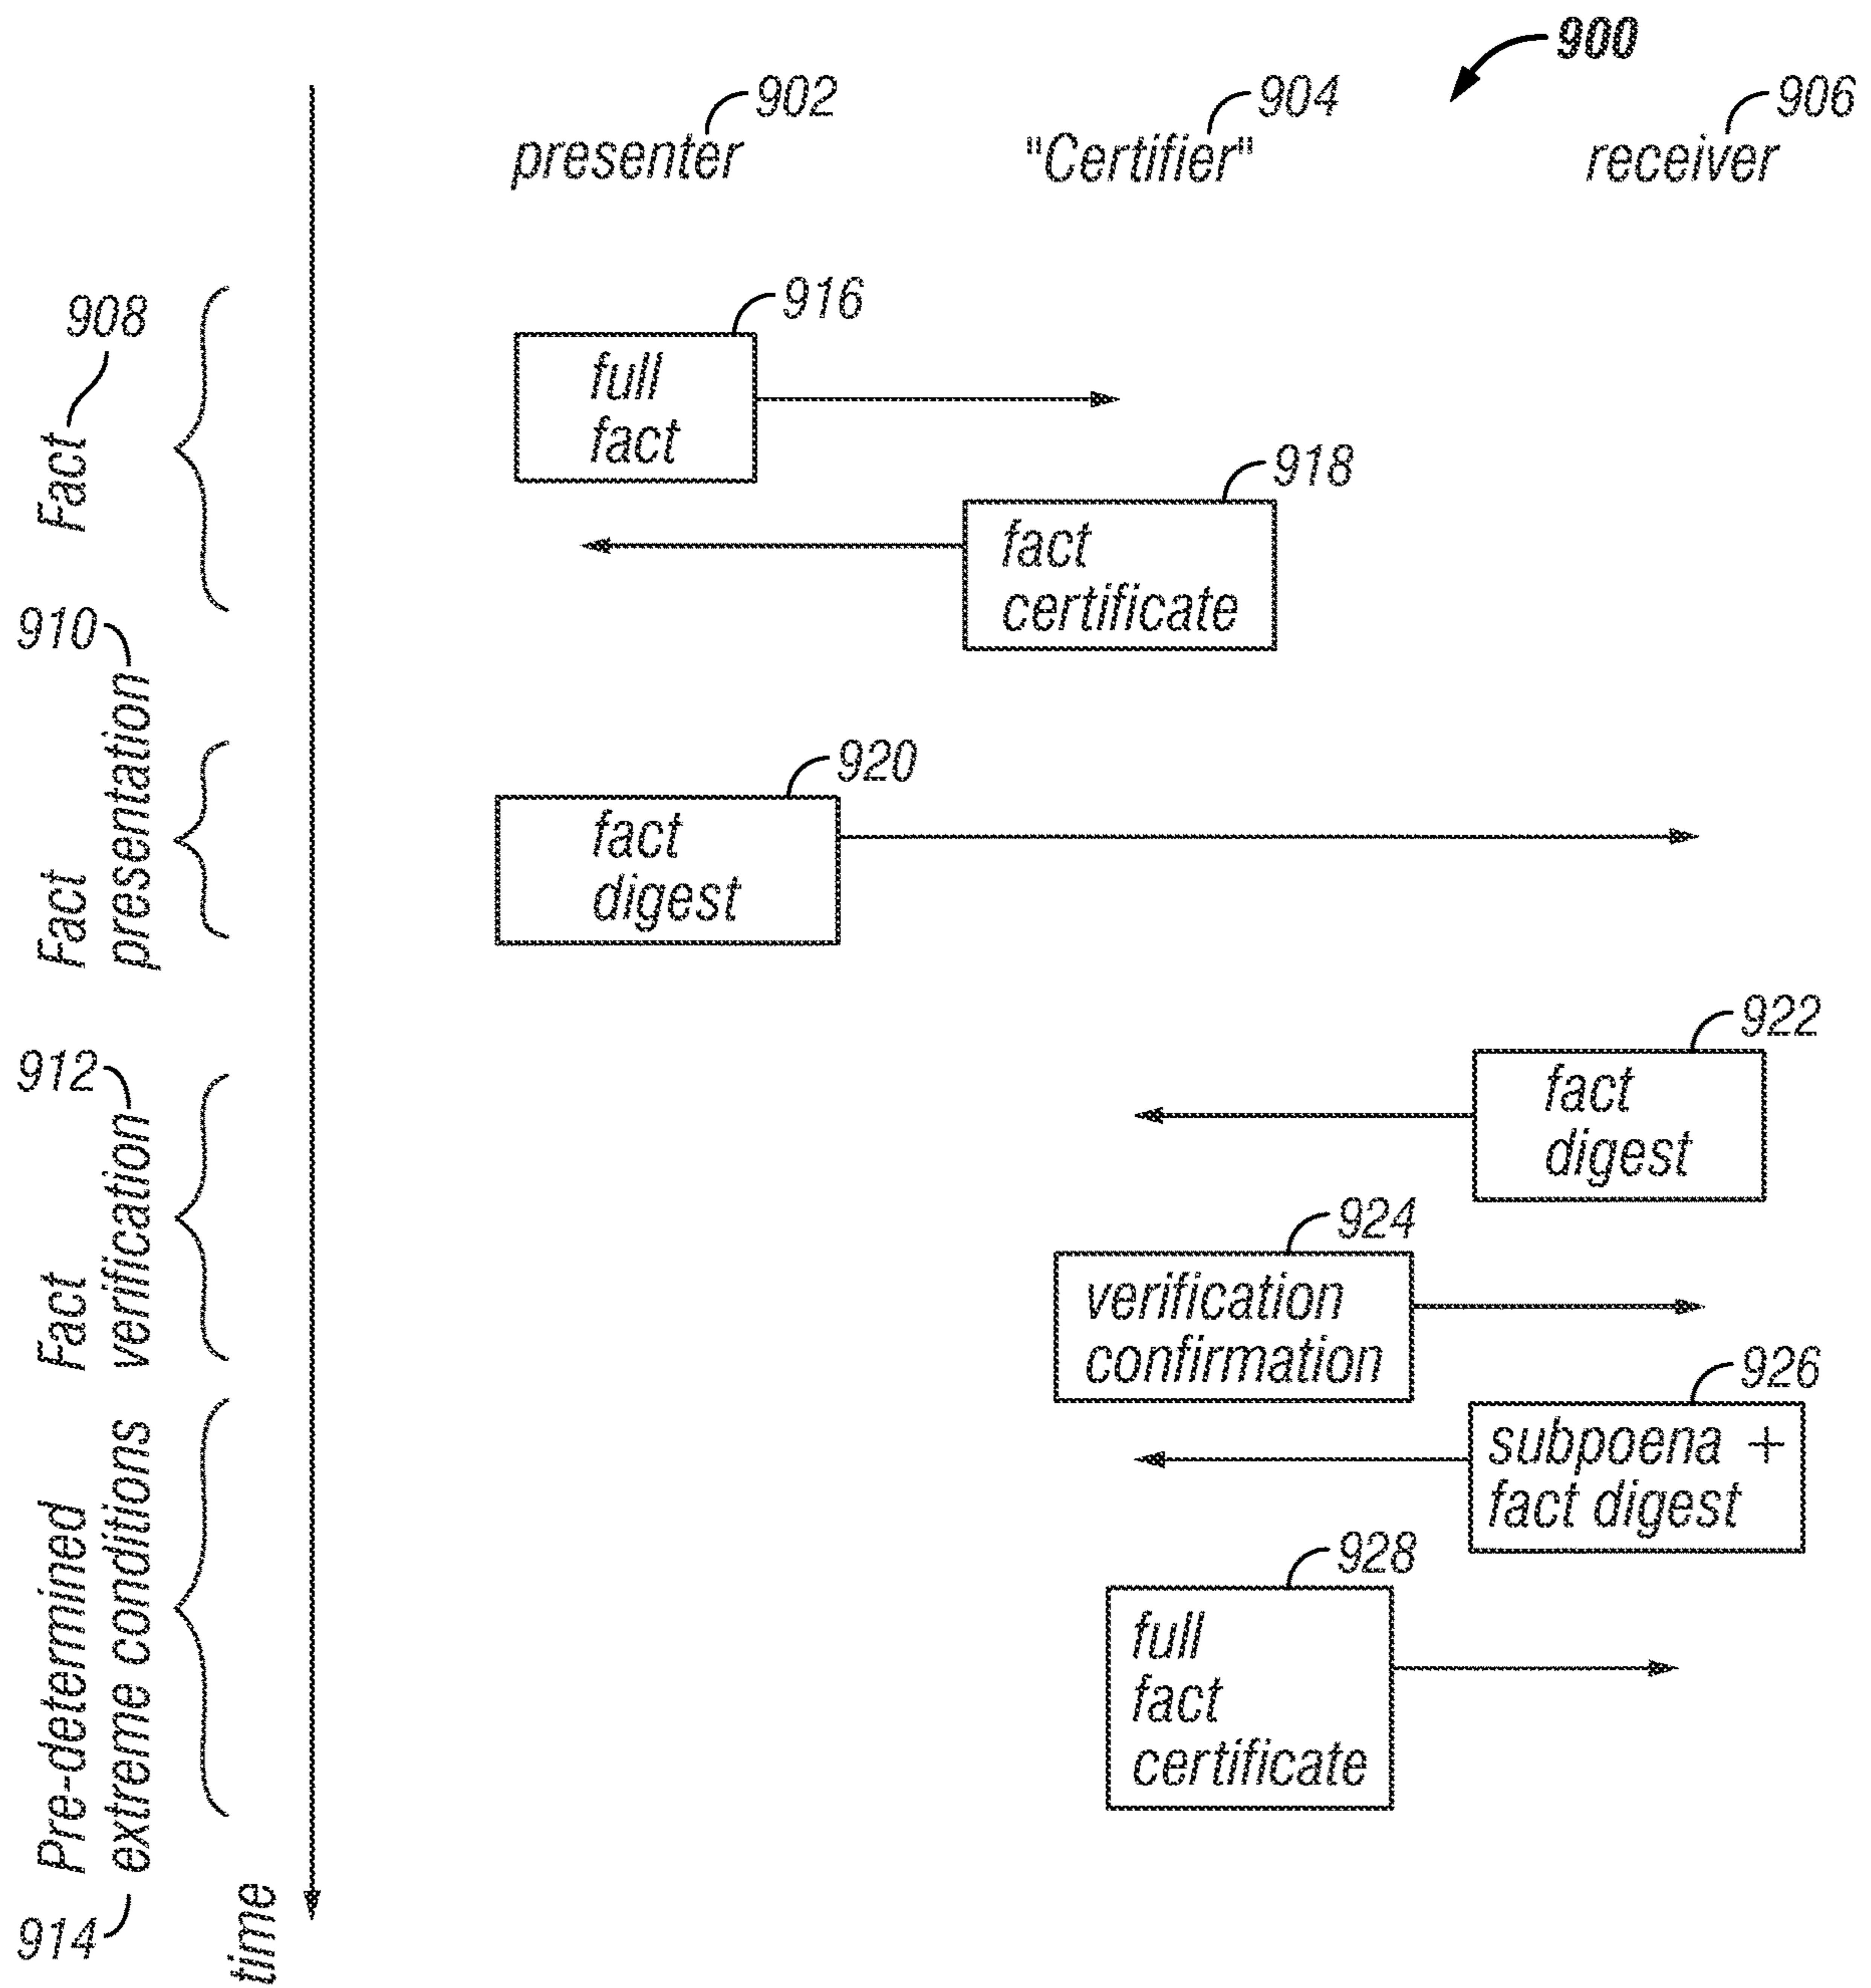 900
902
904
906
presenter
"Certifier"
receiver
908
Fact
916
full
fact
918
fact
certificate
910
Fact
presentation
920
fact
digest
912
Fact
verification
922
fact
digest
924
verification
confirmation
914
Pre-determined
extreme conditions
926
subpoena +
fact digest
928
full
fact
certificate
time